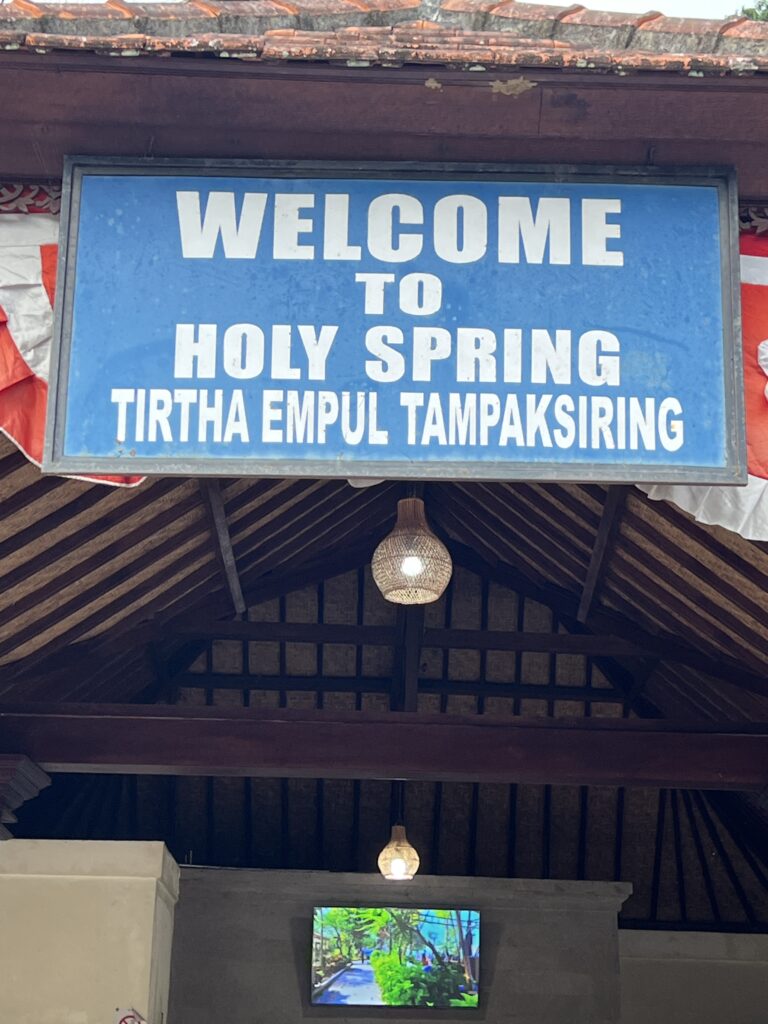 WELCOME
TO
HOLY SPRING
TIRTHA EMPUL TAMPAKSIRING